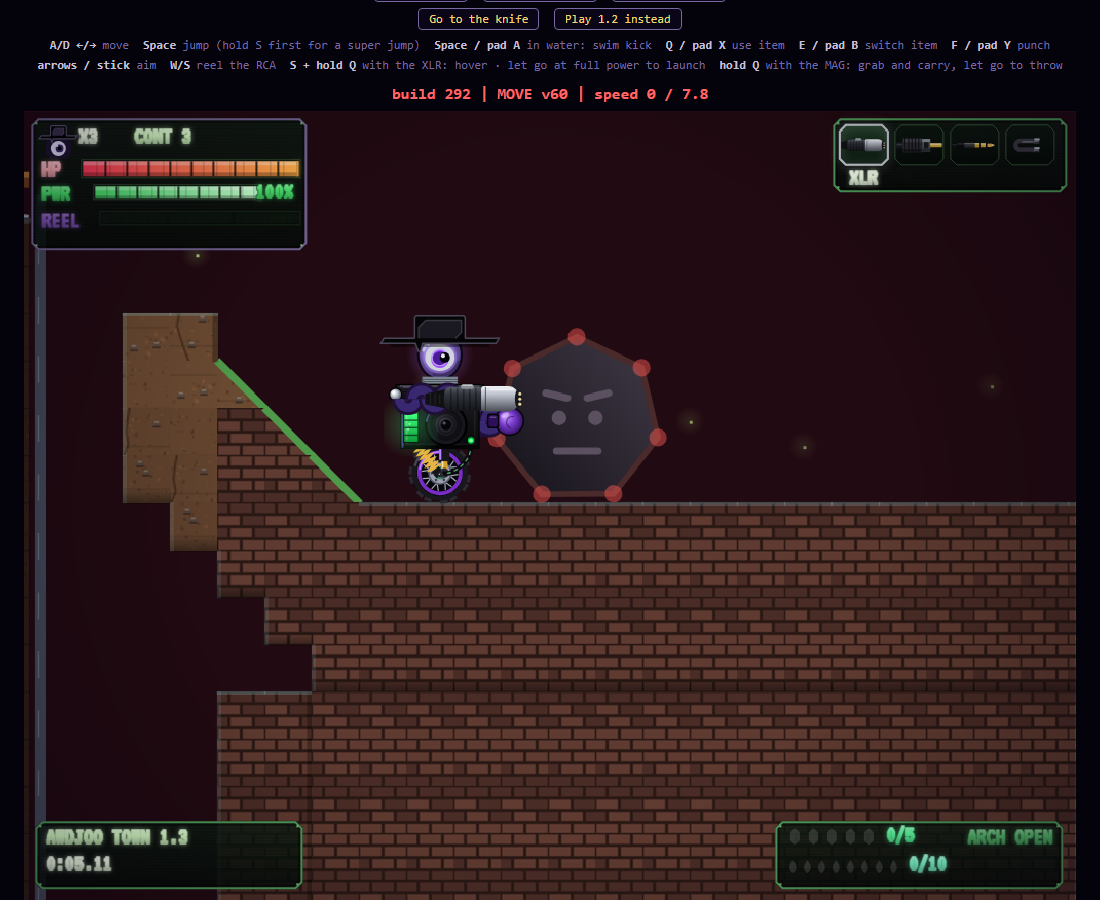 Go to the knife Play 1.2 instead
A/D ←/→ move Space jump (hold S first for a super jump) Space / pad A in water: swim kick Q / pad X use item E / pad B switch item F / pad Y punch
arrows / stick aim W/S reel the RCA S + hold Q with the XLR: hover · let go at full power to launch hold Q with the MAG: grab and carry, let go to throw
build 292 | MOVE v60 | speed 0 / 7.8
X3 CONT 3
HP
PWR 100%
REEL
XLR
AWDJOO TOWN 1.3
0:05.11
0/5 ARCH OPEN
0/10